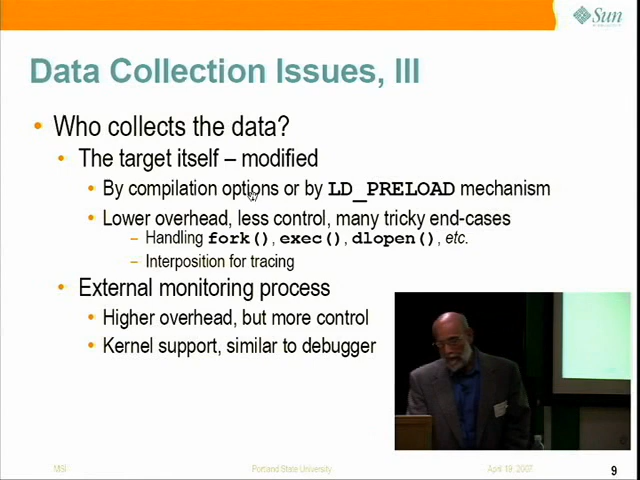 Sun
Data Collection Issues, III
• Who collects the data?
• The target itself – modified
• By compilation options or by LD_PRELOAD mechanism
• Lower overhead, less control, many tricky end-cases
– Handling fork(), exec(), dlopen(), etc.
– Interposition for tracing
• External monitoring process
• Higher overhead, but more control
• Kernel support, similar to debugger
Portland State University
April 19, 2007
9